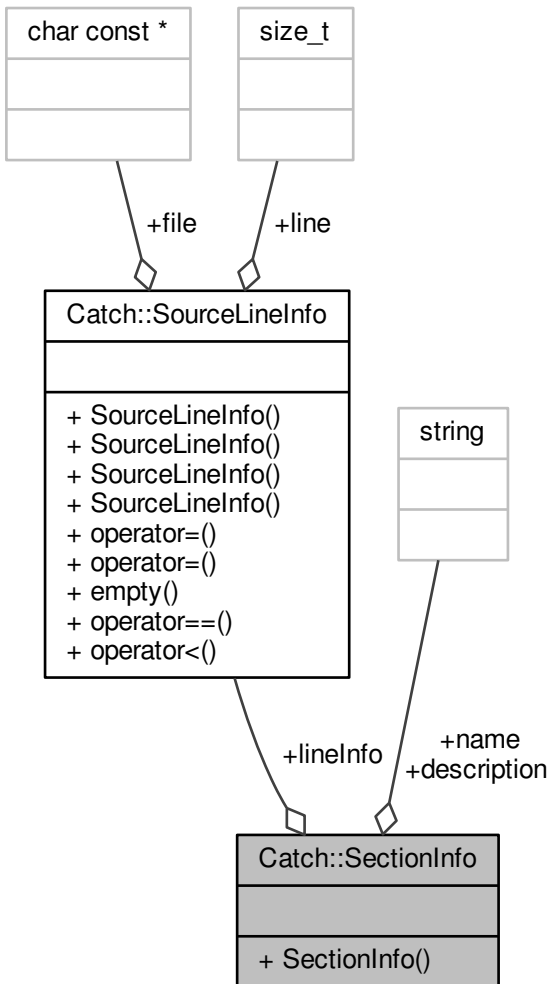 char const *
size_t
+file
+line
Catch::SourceLineInfo
+ SourceLineInfo()
+ SourceLineInfo()
+ SourceLineInfo()
+ SourceLineInfo()
+ operator=()
+ operator=()
+ empty()
+ operator==()
+ operator<()
string
+lineInfo
+name
+description
Catch::SectionInfo
+ SectionInfo()